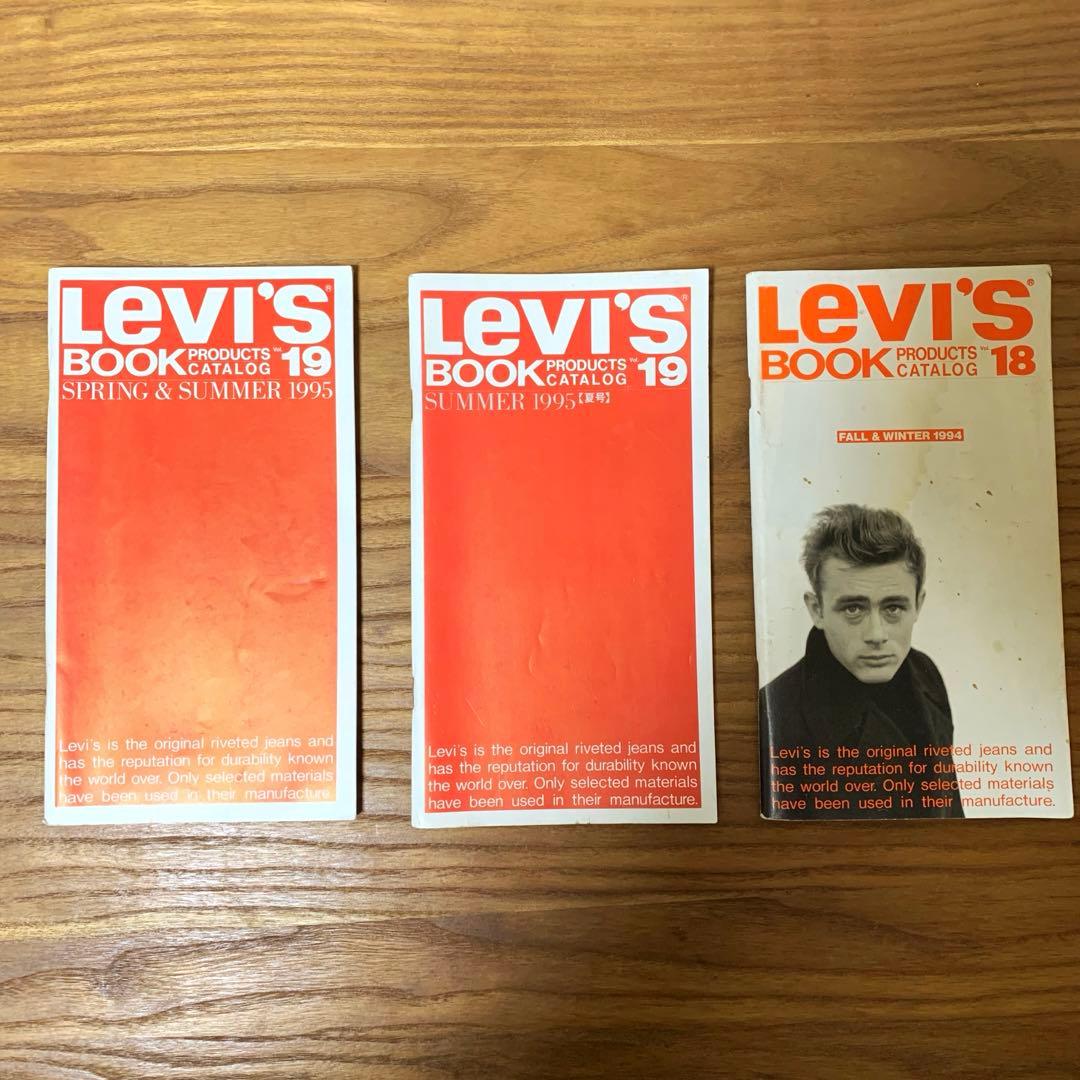 Levi's®
BOOK PRODUCTS CATALOG Vol. 19
SPRING & SUMMER 1995
Levi's is the original riveted jeans and
has the reputation for durability known
the world over. Only selected materials
have been used in their manufacture.
Levi's®
BOOK PRODUCTS CATALOG Vol. 19
SUMMER 1995【夏号】
Levi's is the original riveted jeans and
has the reputation for durability known
the world over. Only selected materials
have been used in their manufacture.
Levi's®
BOOK PRODUCTS CATALOG Vol. 18
FALL & WINTER 1994
Levi's is the original riveted jeans and
has the reputation for durability known
the world over. Only selected materials
have been used in their manufacture.